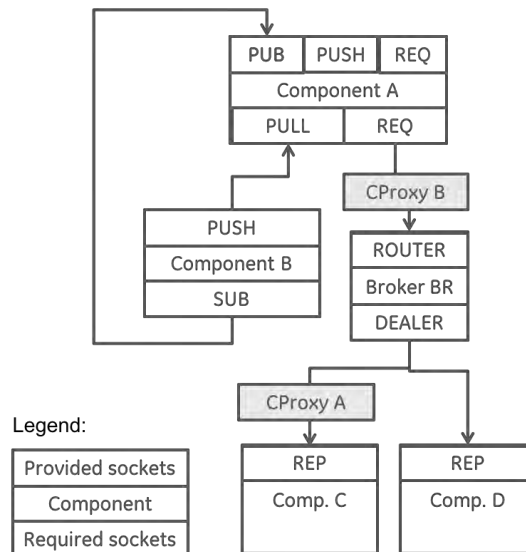 PUB PUSH REQ
Component A
PULL REQ
CProxy B
PUSH
Component B
SUB
ROUTER
Broker BR
DEALER
CProxy A
REP
Comp. C
REP
Comp. D
Legend:
Provided sockets
Component
Required sockets